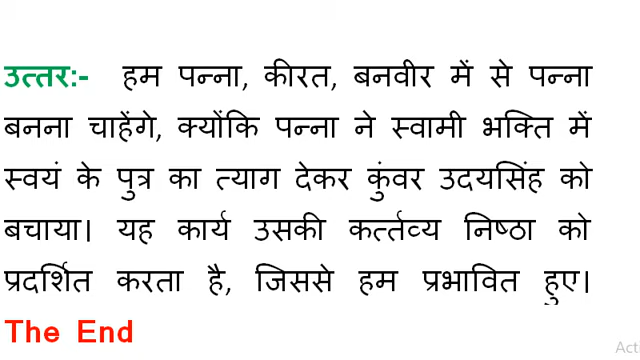 उत्तर:- हम पन्ना, कीरत, बनवीर में से पन्ना
बनना चाहेंगे, क्योंकि पन्ना ने स्वामी भक्ति में
स्वयं के पुत्र का त्याग देकर कुंवर उदयसिंह को
बचाया। यह कार्य उसकी कर्त्तव्य निष्ठा को
प्रदर्शित करता है, जिससे हम प्रभावित हुए।
The End
Acti